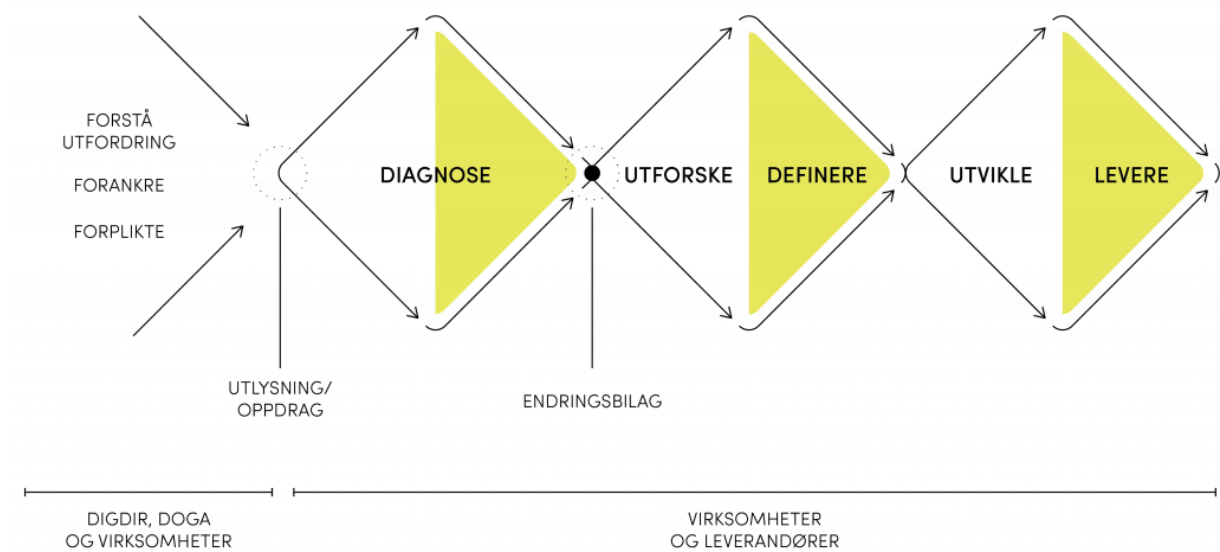 FORSTÅ
UTFORDRING
FORANKRE
FORPLIKTE
DIAGNOSE
UTFORSKE
DEFINERE
UTVIKLE
LEVERE
UTLYSNING/
OPPDRAG
ENDRINGSBILAG
DIGDIR, DOGA
OG VIRKSOMHETER
VIRKSOMHETER
OG LEVERANDØRER